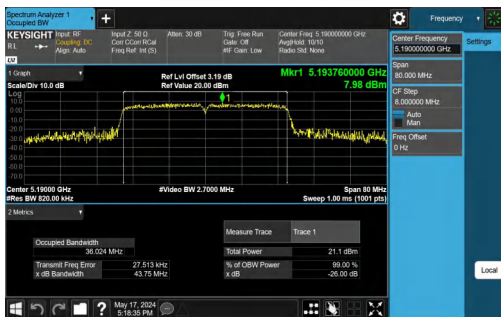 Spectrum Analyzer 1
Occupied BW
+
Frequency
KEYSIGHT
RL
Input: RF
Coupling: DC
Align: Auto
Input Z: 50 Ω
Corr CCorr RCal
Freq Ref: Int (S)
Atten: 30 dB
Trig: Free Run
Gate: Off
#IF Gain: Low
Center Freq: 5.190000000 GHz
Avg|Hold: 10/10
Radio Std: None
Center Frequency
5.190000000 GHz
Settings
Span
80.000 MHz
CF Step
8.000000 MHz
Auto
Man
Freq Offset
0 Hz
Local
LW
1 Graph
Scale/Div 10.0 dB
Ref Lvl Offset 3.19 dB
Ref Value 20.00 dBm
Mkr1 5.193760000 GHz
7.98 dBm
Log
10.0
0.00
-10.0
-20.0
-30.0
-40.0
-50.0
-60.0
-70.0
1
Center 5.19000 GHz
#Res BW 820.00 kHz
#Video BW 2.7000 MHz
Span 80 MHz
Sweep 1.00 ms (1001 pts)
2 Metrics
Measure Trace
Trace 1
Occupied Bandwidth
36.024 MHz
Total Power
21.1 dBm
Transmit Freq Error
27.513 kHz
% of OBW Power
99.00 %
x dB Bandwidth
43.75 MHz
x dB
-26.00 dB
?
May 17, 2024
5:18:35 PM